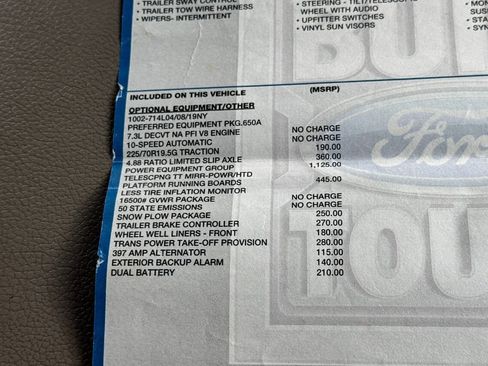 • TRAILER SWAY CONTROL
• TRAILER TOW WIRE HARNESS
• WIPERS- INTERMITTENT
• STEERING - TILT/TELESCOPIC
WHEEL WITH AUDIO
• UPFITTER SWITCHES
• VINYL SUN VISORS
INCLUDED ON THIS VEHICLE (MSRP)
OPTIONAL EQUIPMENT/OTHER
1002-714L04/08/19NY
PREFERRED EQUIPMENT PKG.650A
7.3L DECVT NA PFI V8 ENGINE NO CHARGE
10-SPEED AUTOMATIC NO CHARGE
225/70R19.5G TRACTION 190.00
4.88 RATIO LIMITED SLIP AXLE 360.00
POWER EQUIPMENT GROUP 1,125.00
TELESCPNG TT MIRR-POWR/HTD
PLATFORM RUNNING BOARDS 445.00
LESS TIRE INFLATION MONITOR
16500# GVWR PACKAGE NO CHARGE
50 STATE EMISSIONS NO CHARGE
SNOW PLOW PACKAGE 250.00
TRAILER BRAKE CONTROLLER 270.00
WHEEL WELL LINERS - FRONT 180.00
TRANS POWER TAKE-OFF PROVISION 280.00
397 AMP ALTERNATOR 115.00
EXTERIOR BACKUP ALARM 140.00
DUAL BATTERY 210.00
Ford
TOU